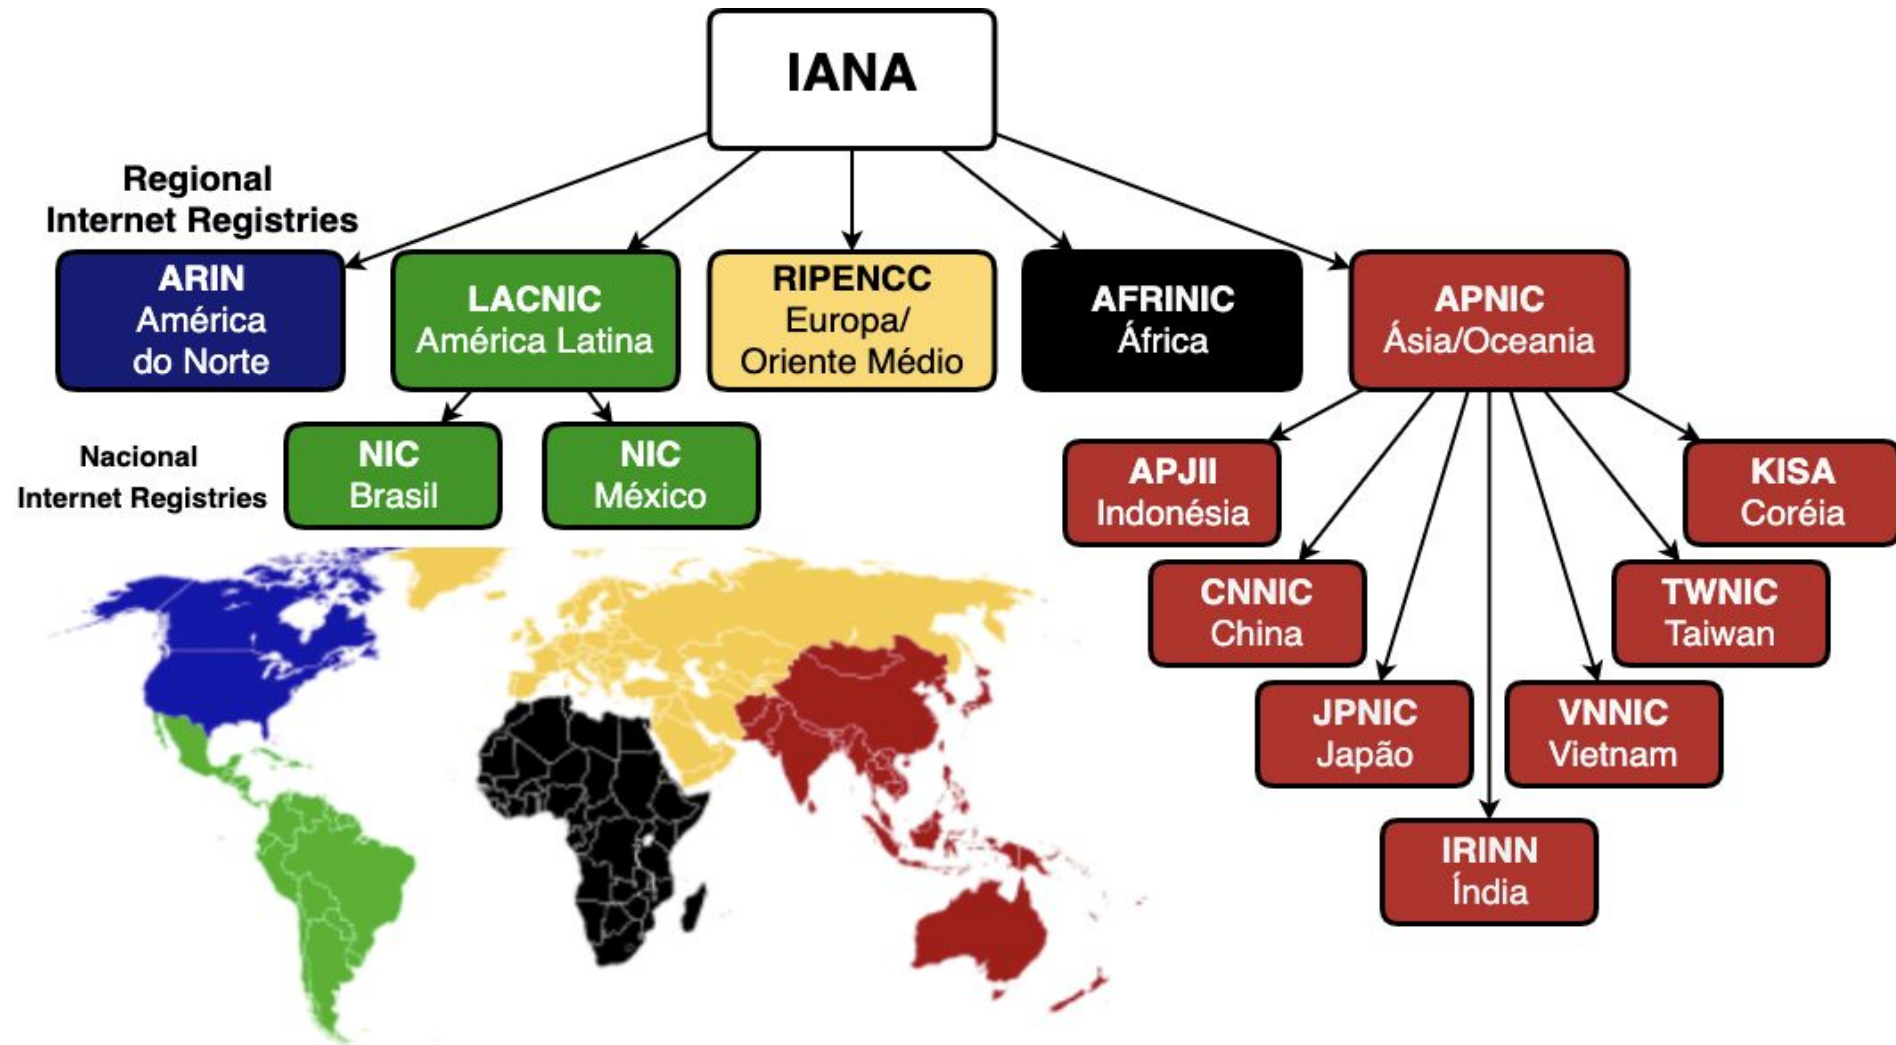 IANA
Regional
Internet Registries
ARIN
América
do Norte
LACNIC
América Latina
RIPENCC
Europa/
Oriente Médio
AFRINIC
África
APNIC
Ásia/Oceania
Nacional
Internet Registries
NIC
Brasil
NIC
México
APJII
Indonésia
KISA
Coréia
CNNIC
China
TWNIC
Taiwan
JPNIC
Japão
VNNIC
Vietnam
IRINN
Índia